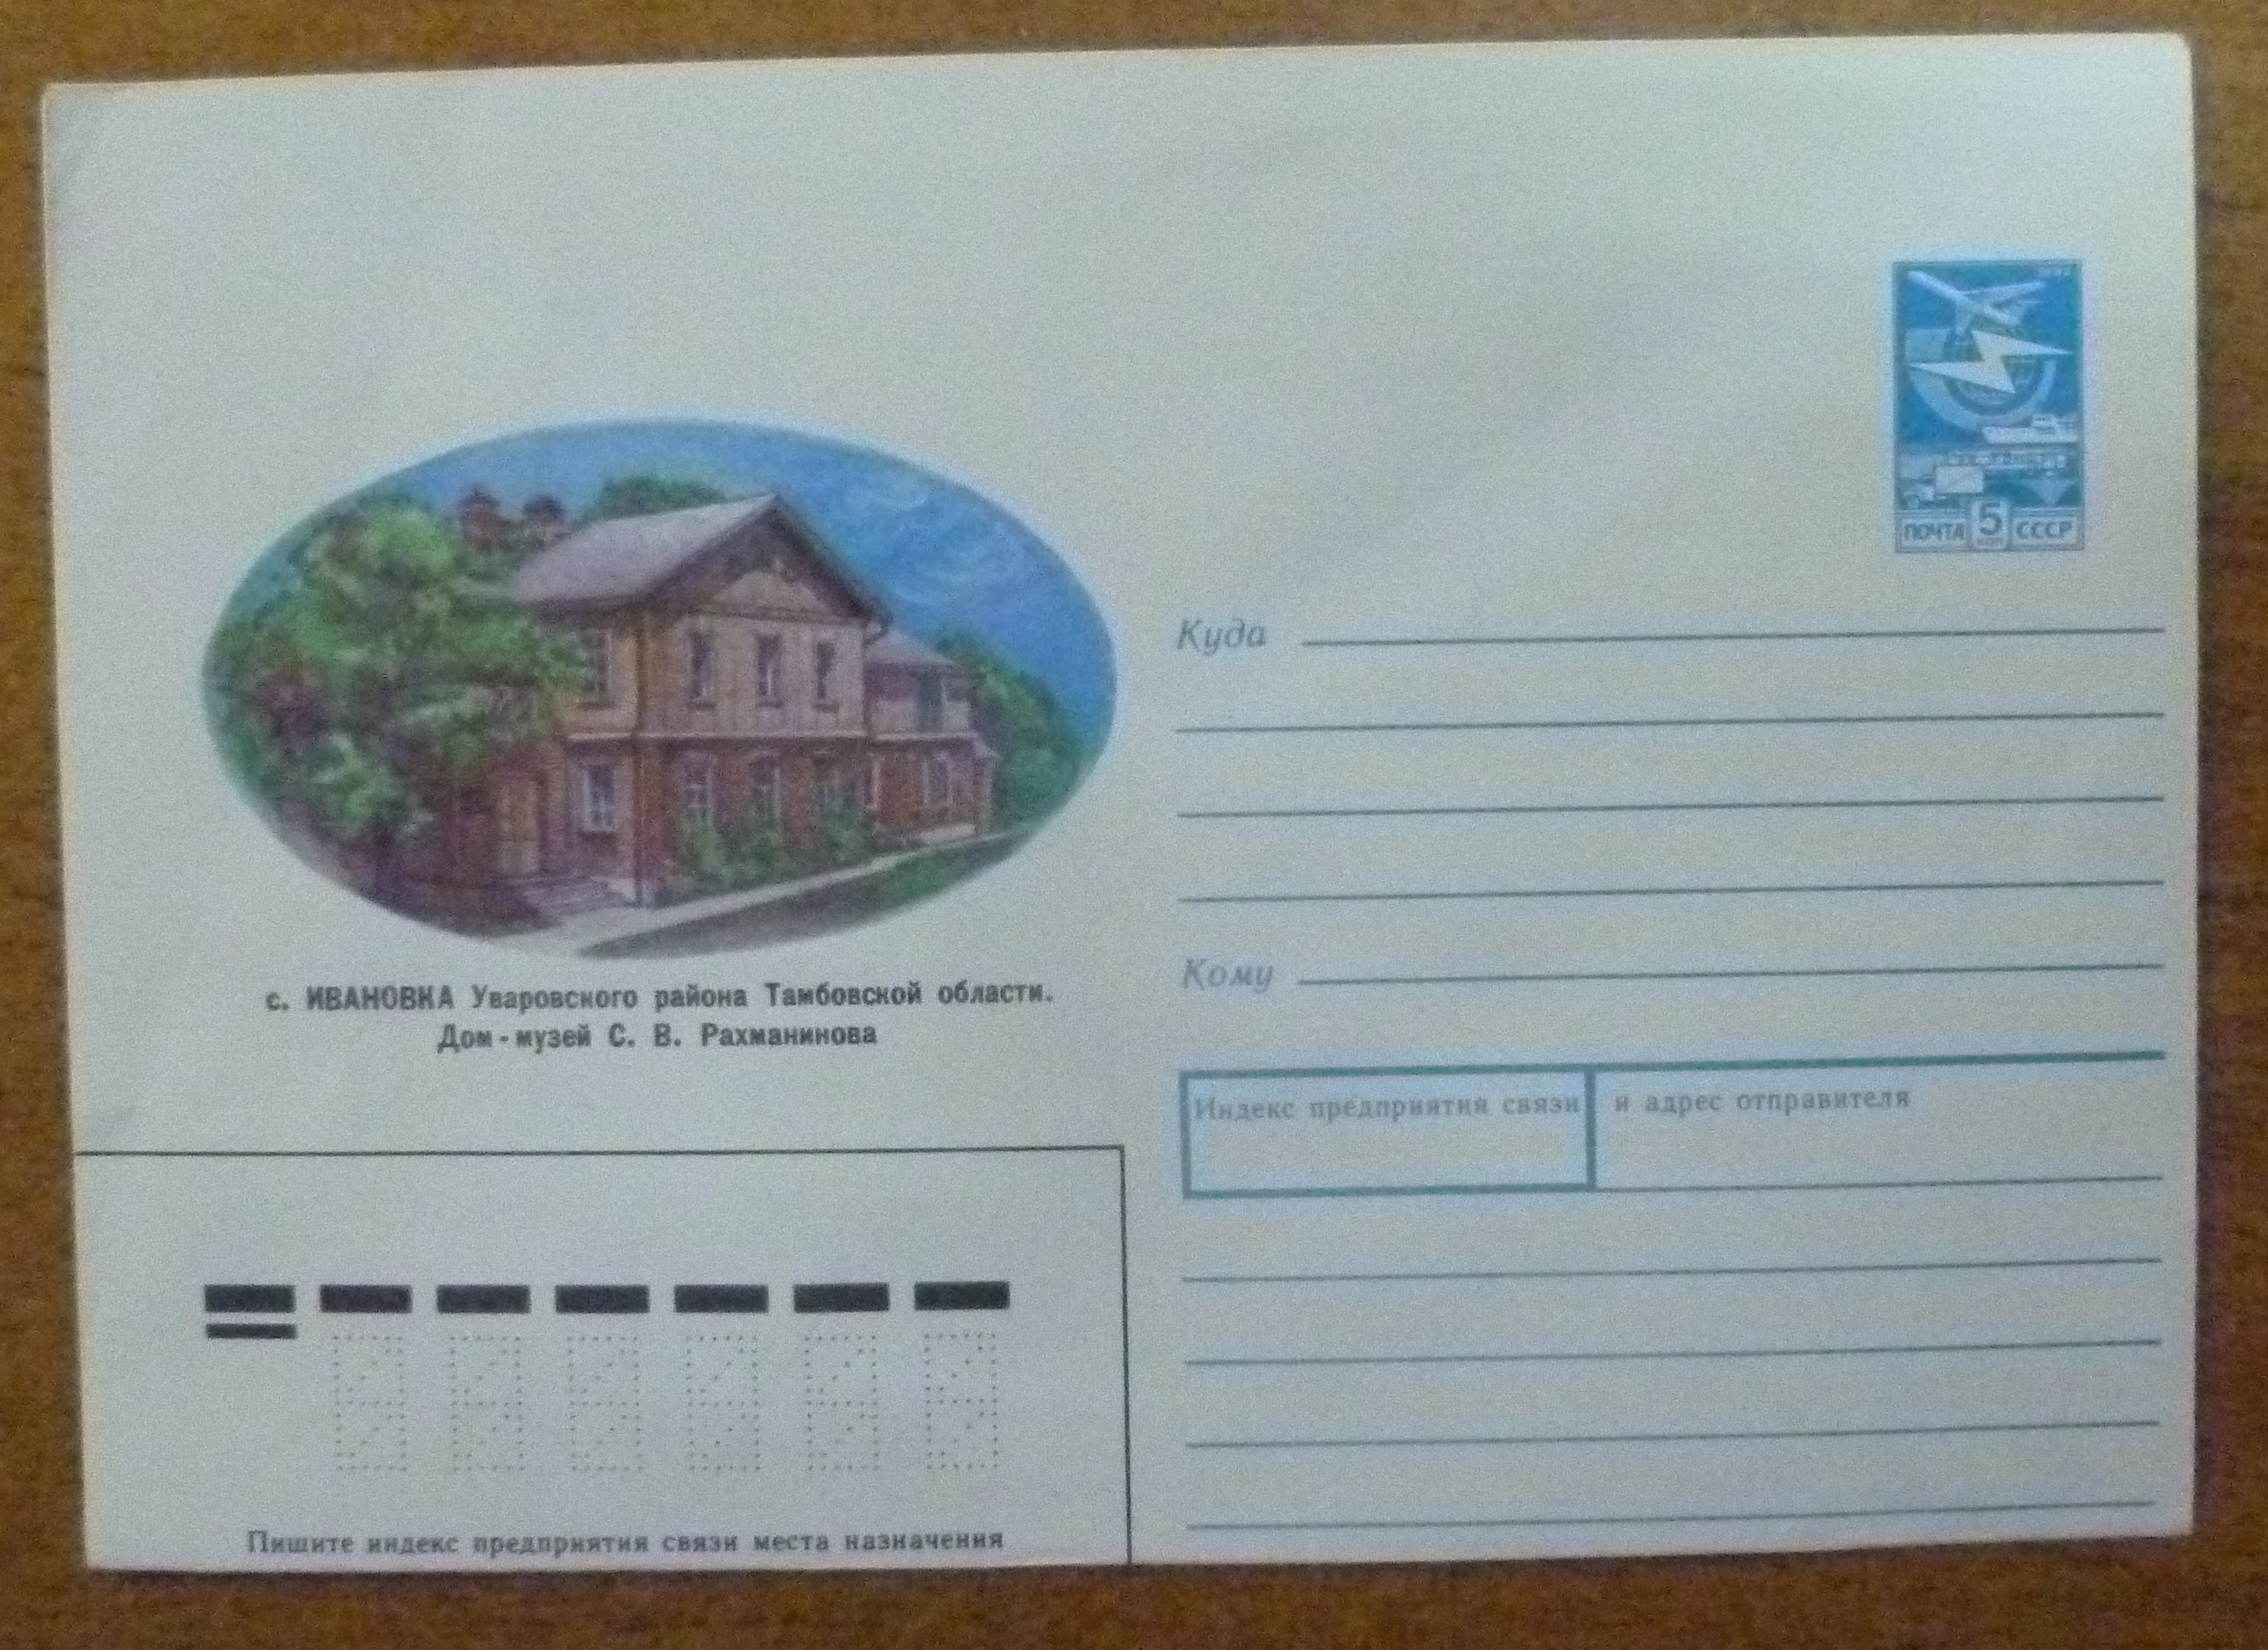 ПОЧТА 5 СССР
Куда
с. ИВАНОВКА Уваровского района Тамбовской области.
Дом-музей С. В. Рахманинова
Кому
Индекс предприятия связи и адрес отправителя
Пишите индекс предприятия связи места назначения